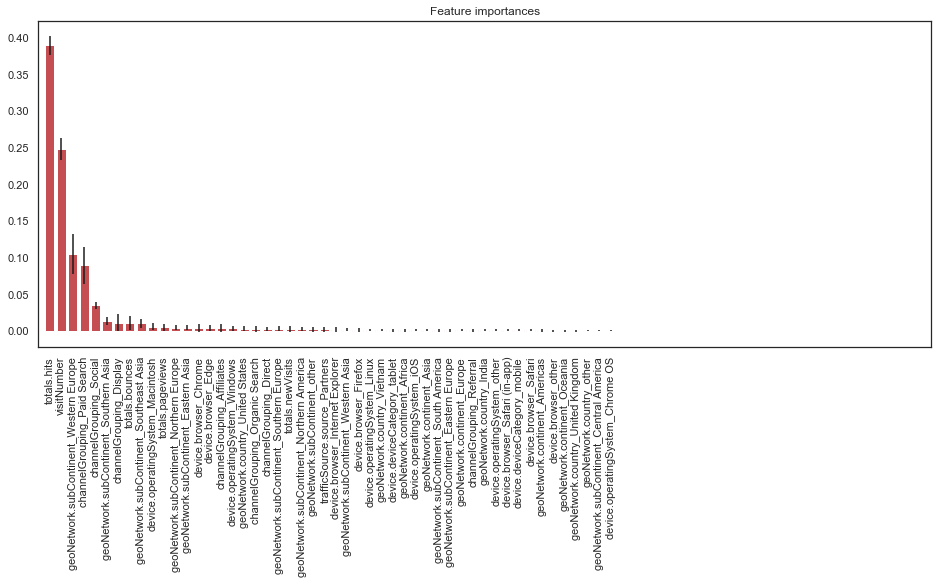 Feature importances
0.40
0.35
0.30
0.25
0.20
0.15
0.10
0.05
0.00
totals.hits
visitNumber
geoNetwork.subContinent_Western Europe
channelGrouping_Paid Search
channelGrouping_Social
geoNetwork.subContinent_Southern Asia
channelGrouping_Display
totals.bounces
geoNetwork.subContinent_Southeast Asia
device.operatingSystem_Macintosh
totals.pageviews
geoNetwork.subContinent_Northern Europe
geoNetwork.subContinent_Eastern Asia
device.browser_Chrome
device.browser_Edge
channelGrouping_Affiliates
device.operatingSystem_Windows
geoNetwork.country_United States
channelGrouping_Organic Search
channelGrouping_Direct
geoNetwork.subContinent_Southern Europe
totals.newVisits
geoNetwork.subContinent_Northern America
geoNetwork.subContinent_other
trafficSource.source_Partners
device.browser_Internet Explorer
geoNetwork.subContinent_Western Asia
device.browser_Firefox
device.operatingSystem_Linux
geoNetwork.country_Vietnam
device.deviceCategory_tablet
geoNetwork.continent_Africa
device.operatingSystem_iOS
geoNetwork.continent_Asia
geoNetwork.subContinent_South America
geoNetwork.subContinent_Eastern Europe
geoNetwork.continent_Europe
channelGrouping_Referral
geoNetwork.country_India
device.operatingSystem_other
device.browser_Safari (in-app)
device.deviceCategory_mobile
device.browser_Safari
geoNetwork.continent_Americas
device.browser_other
geoNetwork.continent_Oceania
geoNetwork.country_United Kingdom
geoNetwork.country_other
geoNetwork.subContinent_Central America
device.operatingSystem_Chrome OS